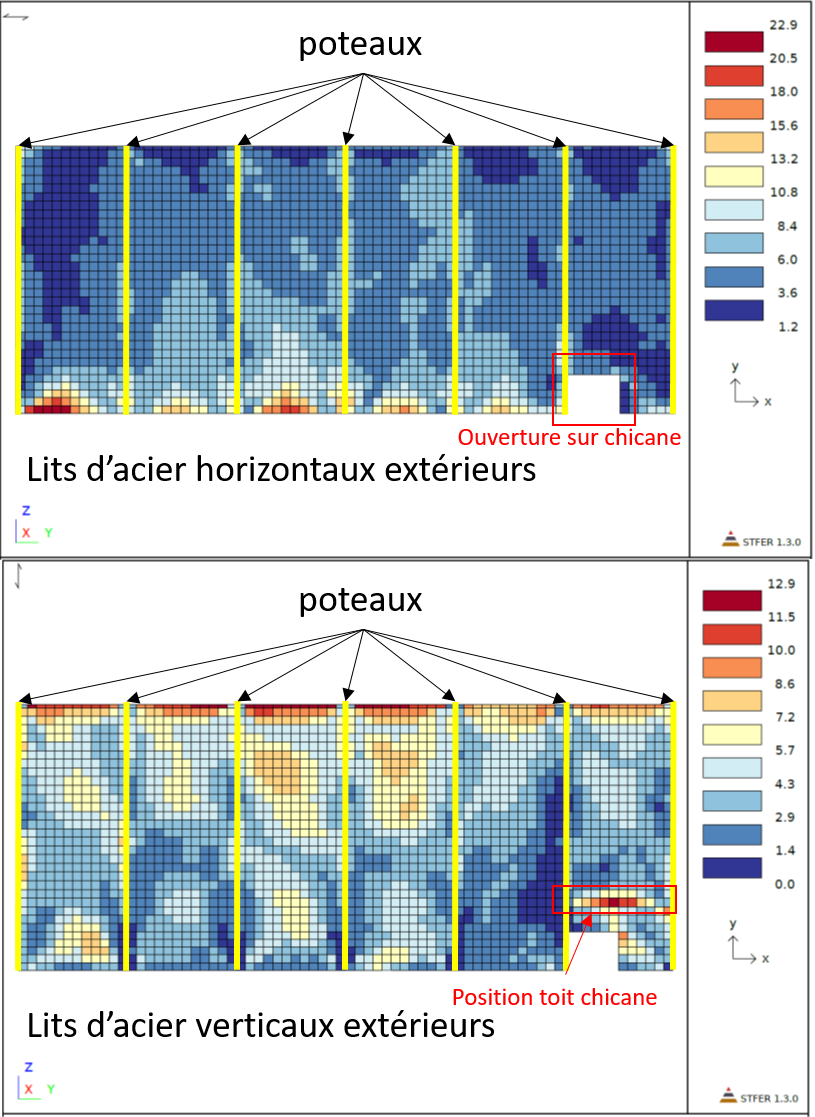 poteaux
22.9
20.5
18.0
15.6
13.2
10.8
8.4
6.0
3.6
1.2
y
x
Ouverture sur chicane
Lits d’acier horizontaux extérieurs
Z
X Y
STFER 1.3.0
poteaux
12.9
11.5
10.0
8.6
7.2
5.7
4.3
2.9
1.4
0.0
y
x
Position toit chicane
Lits d’acier verticaux extérieurs
Z
X Y
STFER 1.3.0